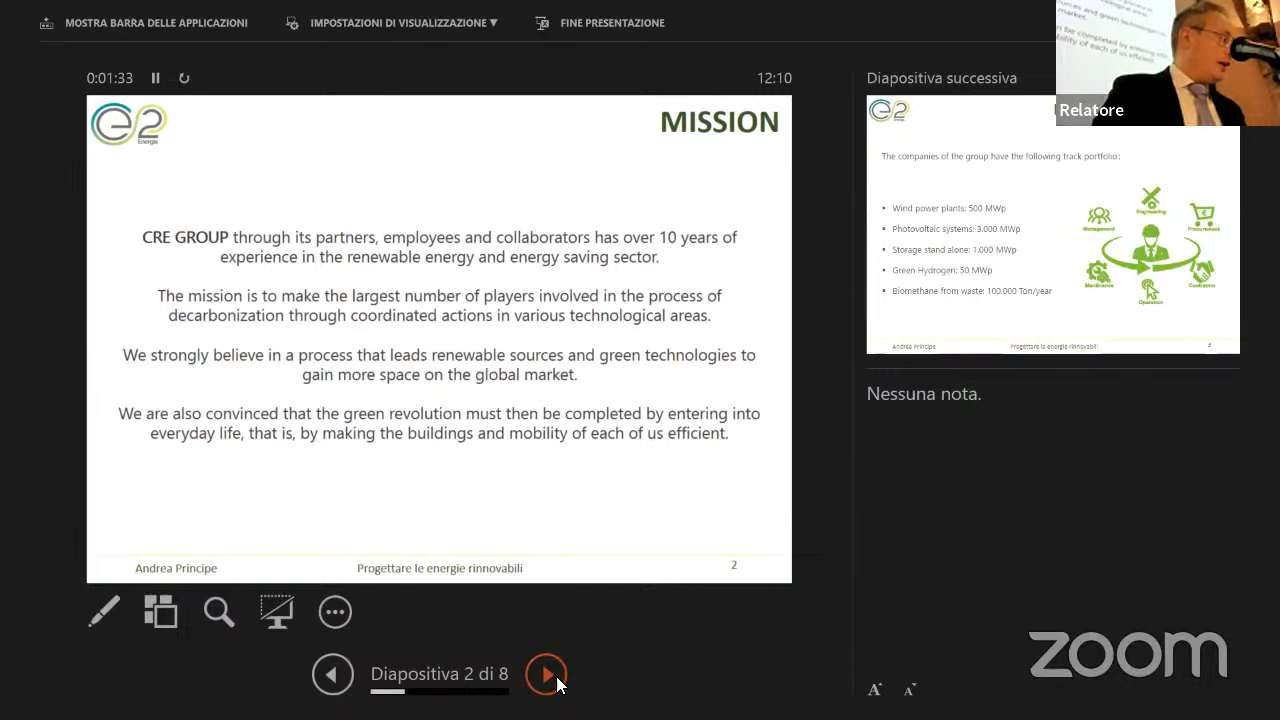 MOSTRA BARRA DELLE APPLICAZIONI
IMPOSTAZIONI DI VISUALIZZAZIONE ▼
FINE PRESENTAZIONE
0:01:33
12:10
e2
Energia
MISSION
CRE GROUP through its partners, employees and collaborators has over 10 years of
experience in the renewable energy and energy saving sector.
The mission is to make the largest number of players involved in the process of
decarbonization through coordinated actions in various technological areas.
We strongly believe in a process that leads renewable sources and green technologies to
gain more space on the global market.
We are also convinced that the green revolution must then be completed by entering into
everyday life, that is, by making the buildings and mobility of each of us efficient.
Andrea Principe
Progettare le energie rinnovabili
2
Diapositiva 2 di 8
Diapositiva successiva
e2
The companies of the group have the following track portfolio:
▪ Wind power plants: 500 MWp
▪ Photovoltaic systems: 3.000 MWp
▪ Storage stand alone: 1.000 MWp
▪ Green Hydrogen: 50 MWp
▪ Biomethane from waste: 100.000 Ton/year
Engineering
Management
Procurement
Contractor
Operation
Andrea Principe
Progettare le energie rinnovabili
3
Nessuna nota.
Relatore
zoom